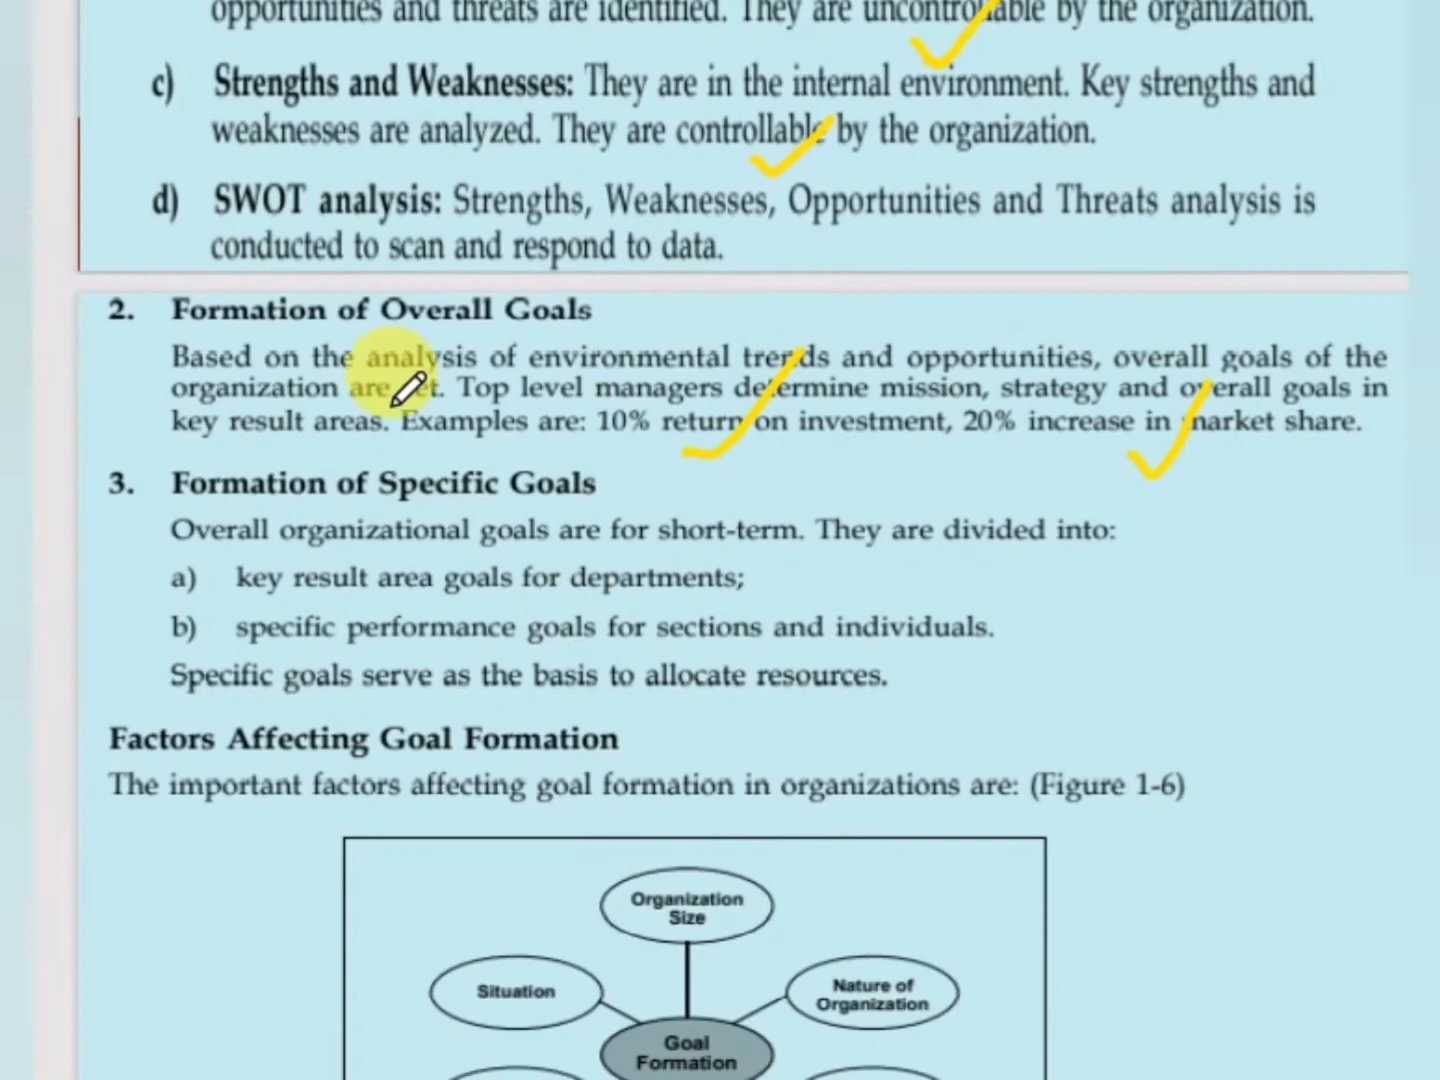 opportunities and threats are identified. They are uncontrollable by the organization.
c) Strengths and Weaknesses: They are in the internal environment. Key strengths and
weaknesses are analyzed. They are controllable by the organization.
d) SWOT analysis: Strengths, Weaknesses, Opportunities and Threats analysis is
conducted to scan and respond to data.
2. Formation of Overall Goals
Based on the analysis of environmental trends and opportunities, overall goals of the
organization are set. Top level managers determine mission, strategy and overall goals in
key result areas. Examples are: 10% return on investment, 20% increase in market share.
3. Formation of Specific Goals
Overall organizational goals are for short-term. They are divided into:
a) key result area goals for departments;
b) specific performance goals for sections and individuals.
Specific goals serve as the basis to allocate resources.
Factors Affecting Goal Formation
The important factors affecting goal formation in organizations are: (Figure 1-6)
Organization
Size
Situation
Nature of
Organization
Goal
Formation